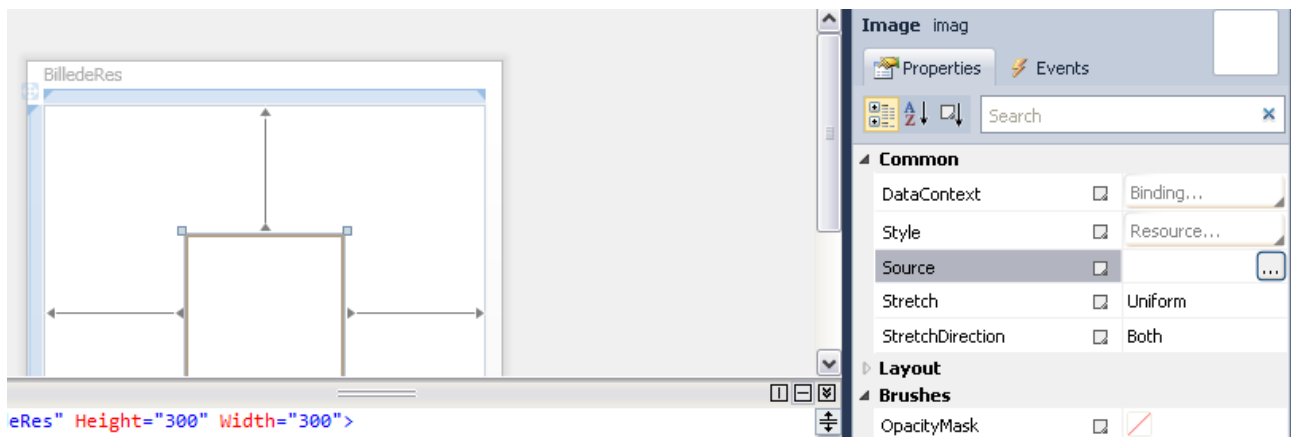 BilledeRes
eRes" Height="300" Width="300">
Image imag
Properties
Events
A
Z
Search
Common
DataContext Binding...
Style Resource...
Source ...
Stretch Uniform
StretchDirection Both
Layout
Brushes
OpacityMask